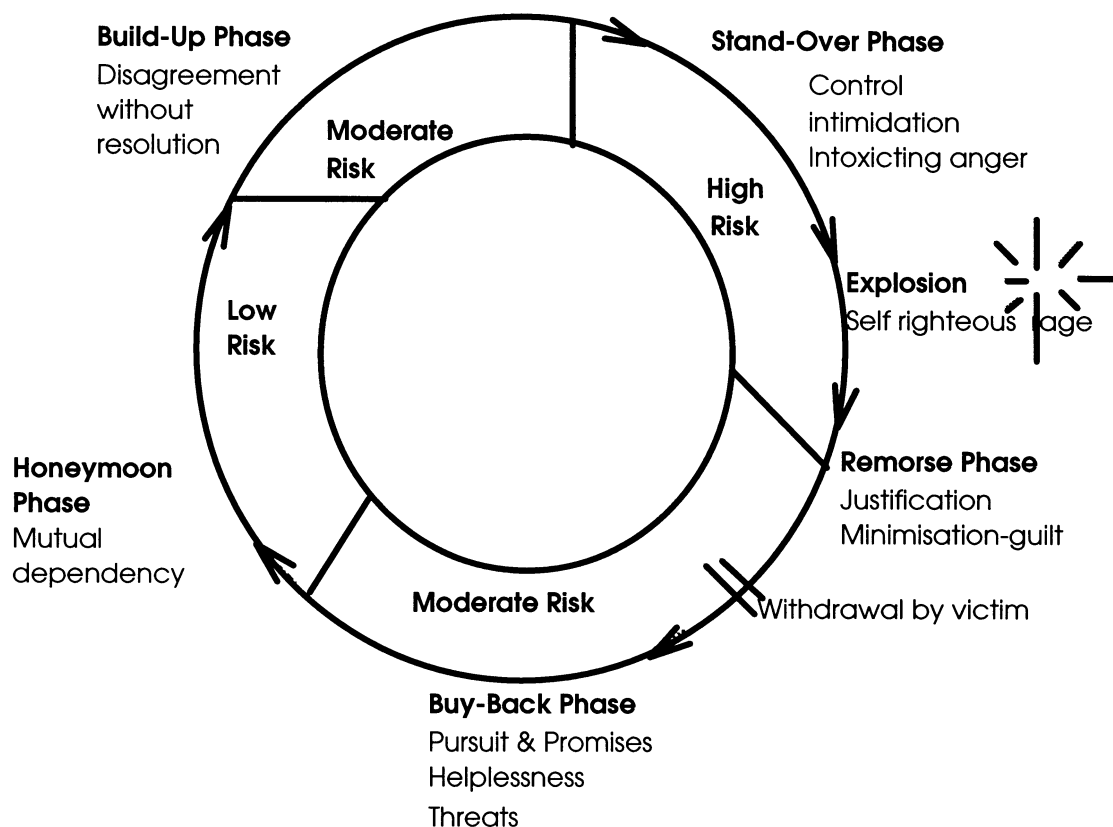 Build-Up Phase
Disagreement
without
resolution
Moderate
Risk
Stand-Over Phase
Control
intimidation
Intoxicting anger
High
Risk
Explosion
Self righteous rage
Remorse Phase
Justification
Minimisation-guilt
Withdrawal by victim
Moderate Risk
Buy-Back Phase
Pursuit & Promises
Helplessness
Threats
Honeymoon
Phase
Mutual
dependency
Low
Risk